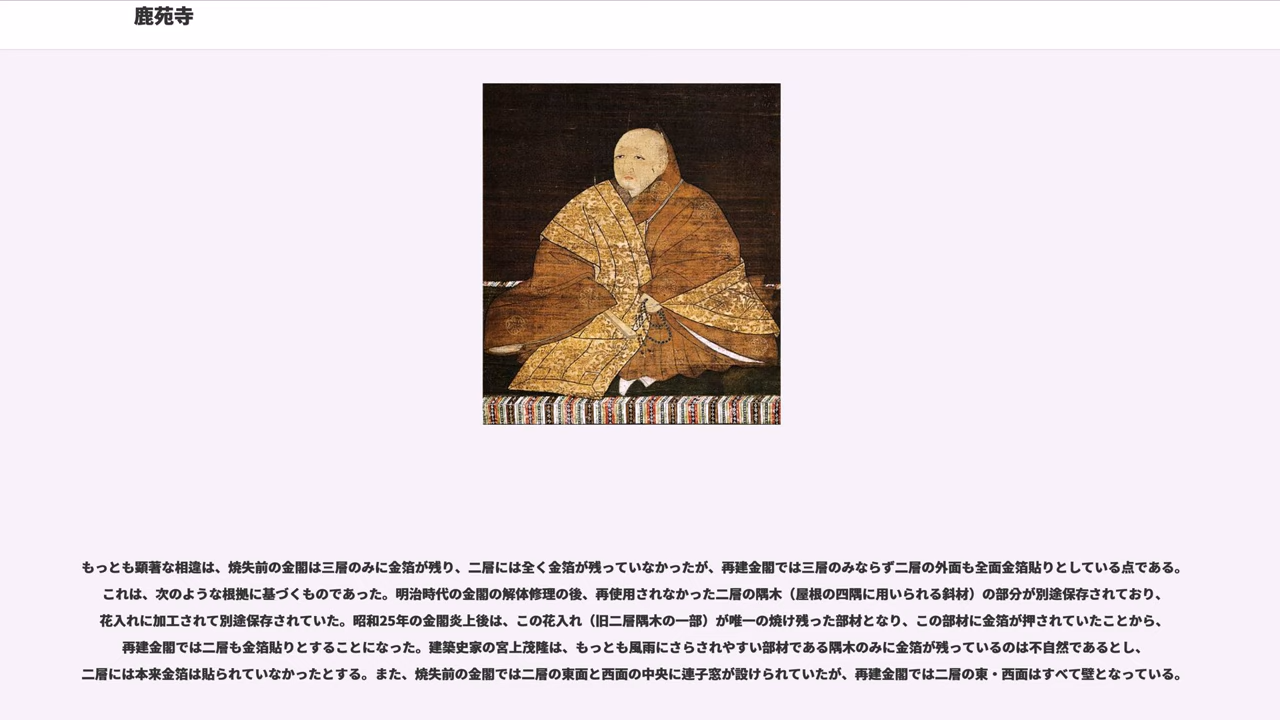 鹿苑寺
もっとも顕著な相違は、焼失前の金閣は三層のみに金箔が残り、二層には全く金箔が残っていなかったが、再建金閣では三層のみならず二層の外面も全面金箔貼りとしている点である。
これは、次のような根拠に基づくものであった。明治時代の金閣の解体修理の後、再使用されなかった二層の隅木（屋根の四隅に用いられる斜材）の部分が別途保存されており、
花入れに加工されて別途保存されていた。昭和25年の金閣炎上後は、この花入れ（旧二層隅木の一部）が唯一の焼け残った部材となり、この部材に金箔が押されていたことから、
再建金閣では二層も金箔貼りとすることになった。建築史家の宮上茂隆は、もっとも風雨にさらされやすい部材である隅木のみに金箔が残っているのは不自然であるとし、
二層には本来金箔は貼られていなかったとする。また、焼失前の金閣では二層の東面と西面の中央に連子窓が設けられていたが、再建金閣では二層の東・西面はすべて壁となっている。